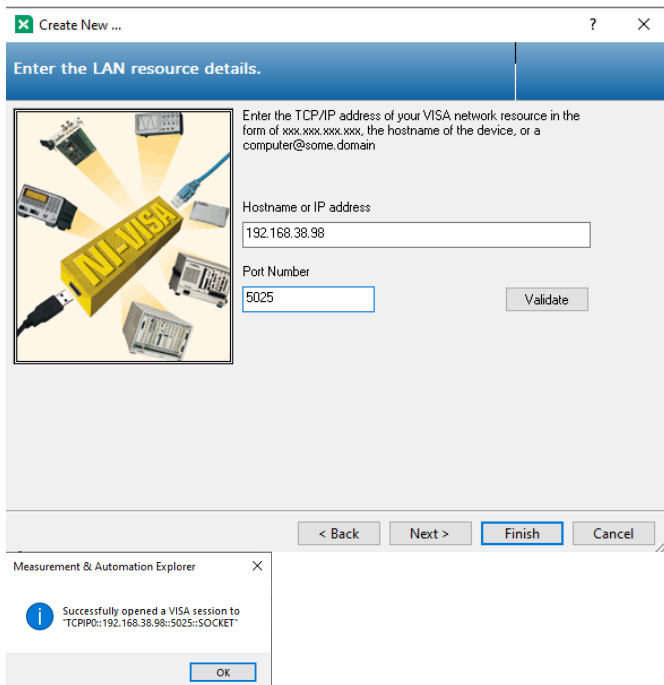 Create New ...
?
Enter the LAN resource details.
Enter the TCP/IP address of your VISA network resource in the
form of xxx.xxx.xxx.xxx, the hostname of the device, or a
computer@some.domain
NI-VISA
Hostname or IP address
192.168.38.98
Port Number
5025
Validate
< Back
Next >
Finish
Cancel
Measurement & Automation Explorer
Successfully opened a VISA session to
"TCPIP0::192.168.38.98::5025::SOCKET"
OK